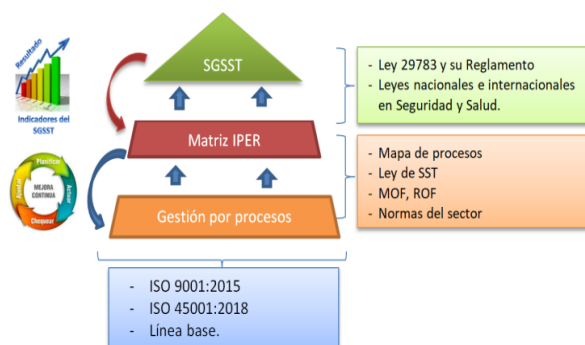 Resultado
Indicadores del
SGSST
SGSST
- Ley 29783 y su Reglamento
- Leyes nacionales e internacionales
en Seguridad y Salud.
Matriz IPER
- Mapa de procesos
- Ley de SST
- MOF, ROF
- Normas del sector
Planificar
Actuar
Chequear
Ajustar
MEJORA
CONTINUA
Gestión por procesos
- ISO 9001:2015
- ISO 45001:2018
- Línea base.